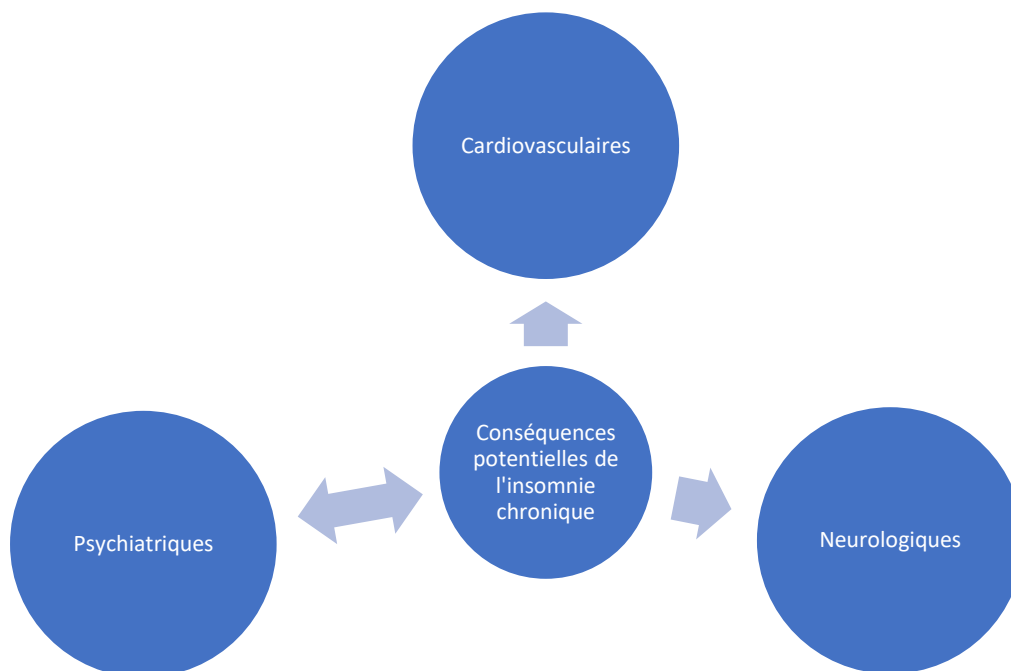 Cardiovasculaires
Conséquences
potentielles de
l'insomnie
chronique
Psychiatriques
Neurologiques